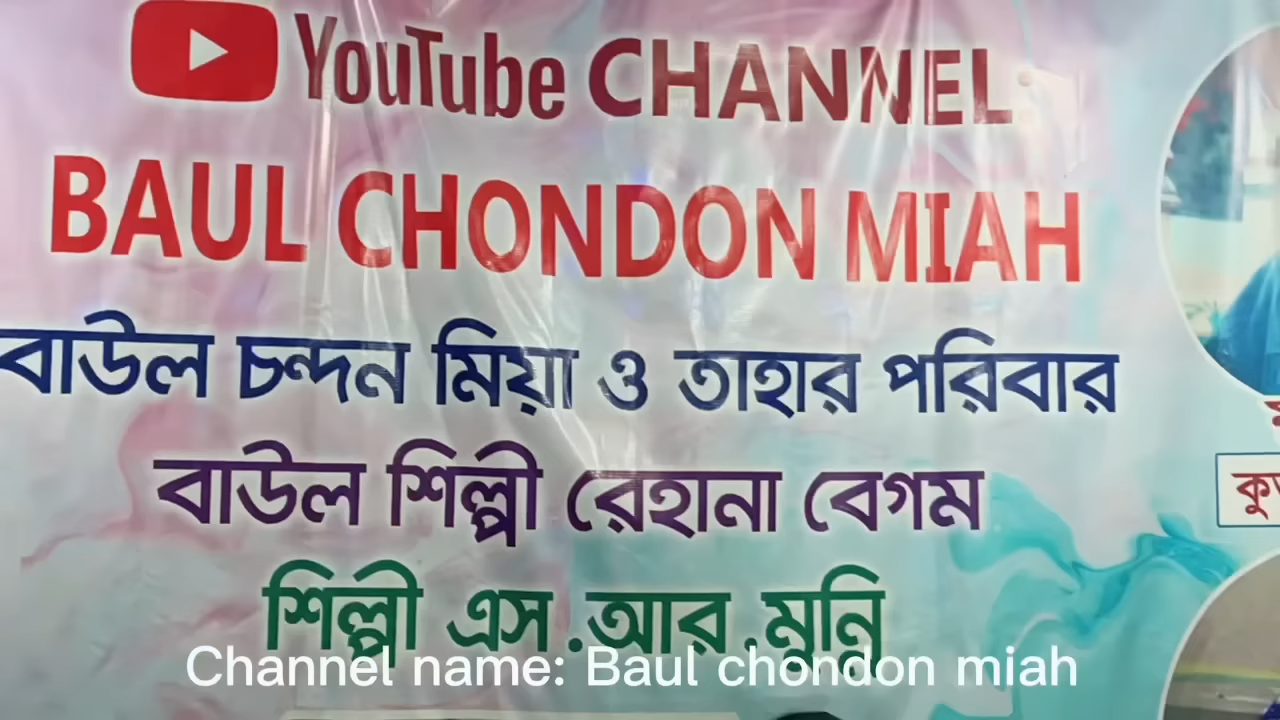 YouTube CHANNEL
BAUL CHONDON MIAH
বাউল চন্দন মিয়া ও তাহার পরিবার
বাউল শিল্পী রেহানা বেগম
শিল্পী এস.আর.মুন্নি
Channel name: Baul chondon miah